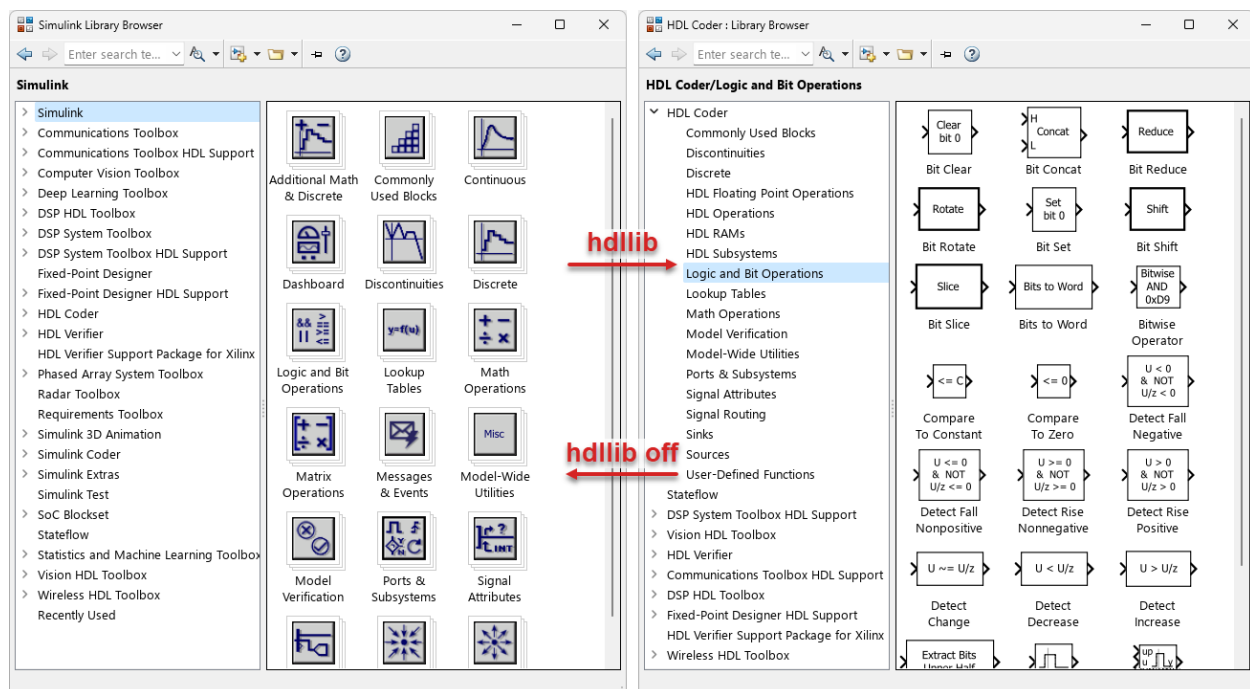 Simulink Library Browser
Enter search te...
Simulink
Simulink
Communications Toolbox
Communications Toolbox HDL Support
Computer Vision Toolbox
Deep Learning Toolbox
DSP HDL Toolbox
DSP System Toolbox
DSP System Toolbox HDL Support
Fixed-Point Designer
Fixed-Point Designer HDL Support
HDL Coder
HDL Verifier
HDL Verifier Support Package for Xilinx
Phased Array System Toolbox
Radar Toolbox
Requirements Toolbox
Simulink 3D Animation
Simulink Coder
Simulink Extras
Simulink Test
SoC Blockset
Stateflow
Statistics and Machine Learning Toolbox
Vision HDL Toolbox
Wireless HDL Toolbox
Recently Used
Additional Math
& Discrete
Commonly
Used Blocks
Continuous
Dashboard
Discontinuities
Discrete
&& >
|| >=
<=
y=f(u)
+ -
÷ ×
Logic and Bit
Operations
Lookup
Tables
Math
Operations
Misc
Matrix
Operations
Messages
& Events
Model-Wide
Utilities
?
INT
Model
Verification
Ports &
Subsystems
Signal
Attributes
hdllib
hdllib off
HDL Coder : Library Browser
Enter search te...
HDL Coder/Logic and Bit Operations
HDL Coder
Commonly Used Blocks
Discontinuities
Discrete
HDL Floating Point Operations
HDL Operations
HDL RAMs
HDL Subsystems
Logic and Bit Operations
Lookup Tables
Math Operations
Model Verification
Model-Wide Utilities
Ports & Subsystems
Signal Attributes
Signal Routing
Sinks
Sources
User-Defined Functions
Stateflow
DSP System Toolbox HDL Support
Vision HDL Toolbox
HDL Verifier
Communications Toolbox HDL Support
DSP HDL Toolbox
Fixed-Point Designer HDL Support
HDL Verifier Support Package for Xilinx
Wireless HDL Toolbox
Clear
bit 0
Bit Clear
H
Concat
L
Bit Concat
Reduce
Bit Reduce
Rotate
Bit Rotate
Set
bit 0
Bit Set
Shift
Bit Shift
Slice
Bit Slice
Bits to Word
Bits to Word
Bitwise
AND
0xD9
Bitwise
Operator
<= C
Compare
To Constant
<= 0
Compare
To Zero
U < 0
& NOT
U/z < 0
Detect Fall
Negative
U <= 0
& NOT
U/z <= 0
Detect Fall
Nonpositive
U >= 0
& NOT
U/z >= 0
Detect Rise
Nonnegative
U > 0
& NOT
U/z > 0
Detect Rise
Positive
U ~= U/z
Detect
Change
U < U/z
Detect
Decrease
U > U/z
Detect
Increase
Extract Bits
Upper Half
up
u
y